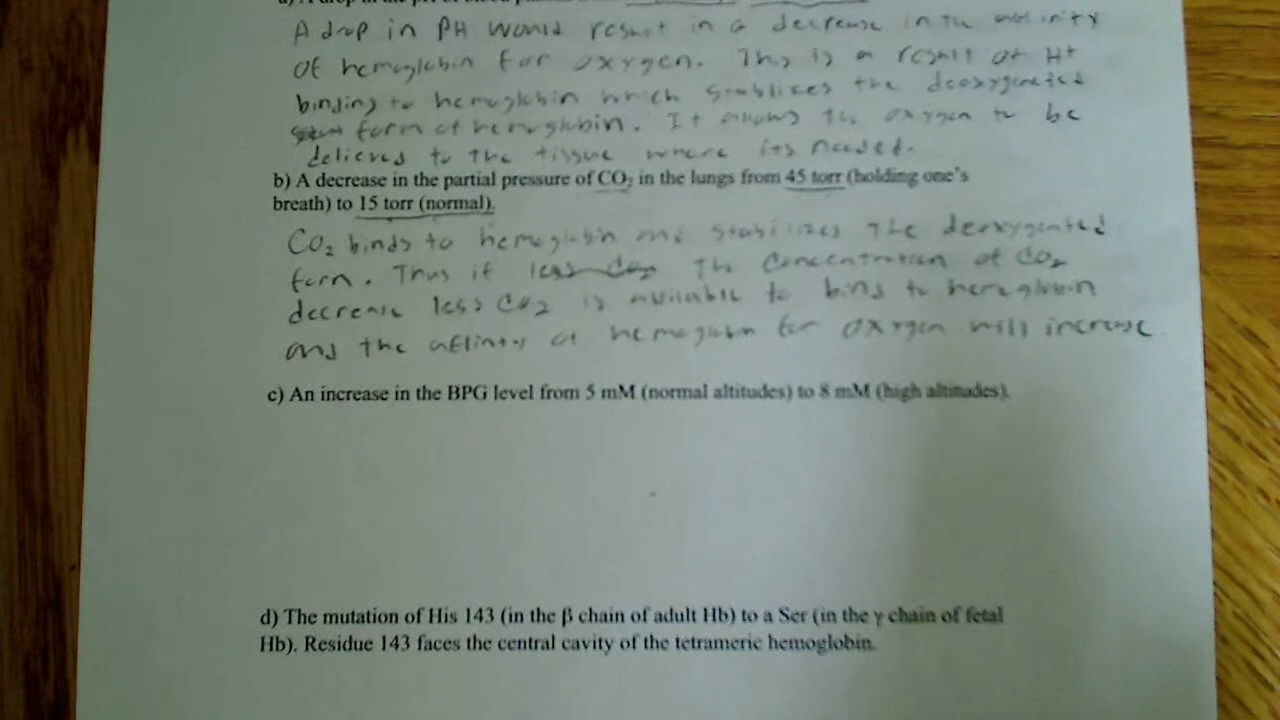 A drop in PH would result in a decrease in the affinity
of hemoglobin for oxygen. This is a result of H+
binding to hemoglobin which stablizes the deoxygenated
form of hemoglobin. It allows the oxygen to be
delieved to the tissue where its needed.
b) A decrease in the partial pressure of CO2 in the lungs from 45 torr (holding one's
breath) to 15 torr (normal).
CO2 binds to hemoglobin and stabilizes the deoxygented
form. Thus if less The concentration of CO2
decrease less CO2 is available to bind to hemoglobin
and the affinty of hemoglobin for oxygen will increase.
c) An increase in the BPG level from 5 mM (normal altitudes) to 8 mM (high altitudes).
d) The mutation of His 143 (in the β chain of adult Hb) to a Ser (in the γ chain of fetal
Hb). Residue 143 faces the central cavity of the tetrameric hemoglobin.